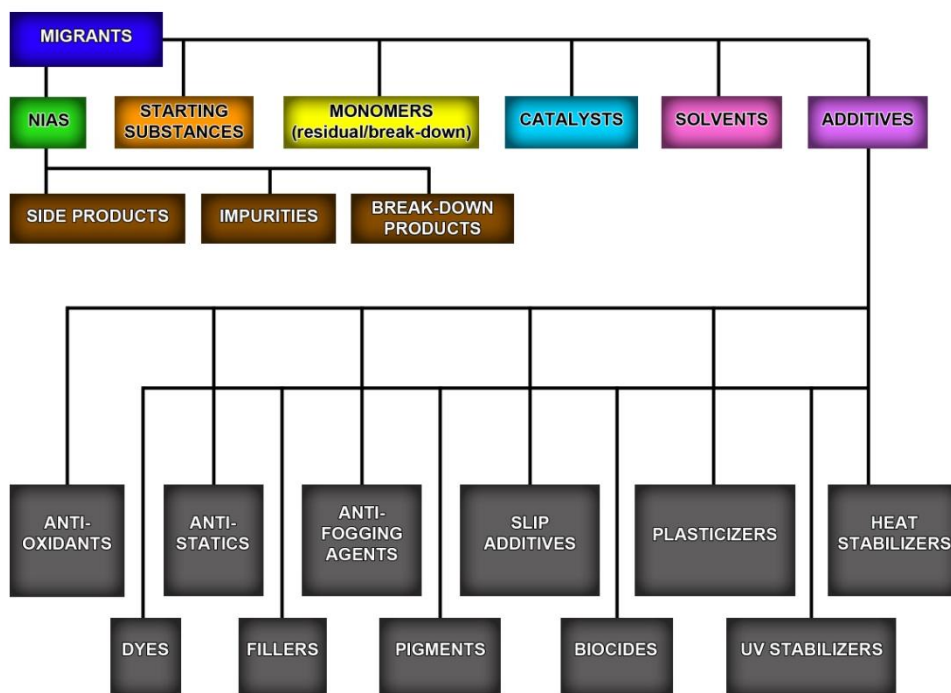 MIGRANTS
NIAS
STARTING
SUBSTANCES
MONOMERS
(residual/break-down)
CATALYSTS
SOLVENTS
ADDITIVES
SIDE PRODUCTS
IMPURITIES
BREAK-DOWN
PRODUCTS
ANTI-
OXIDANTS
ANTI-
STATICS
ANTI-
FOGGING
AGENTS
SLIP
ADDITIVES
PLASTICIZERS
HEAT
STABILIZERS
DYES
FILLERS
PIGMENTS
BIOCIDES
UV STABILIZERS